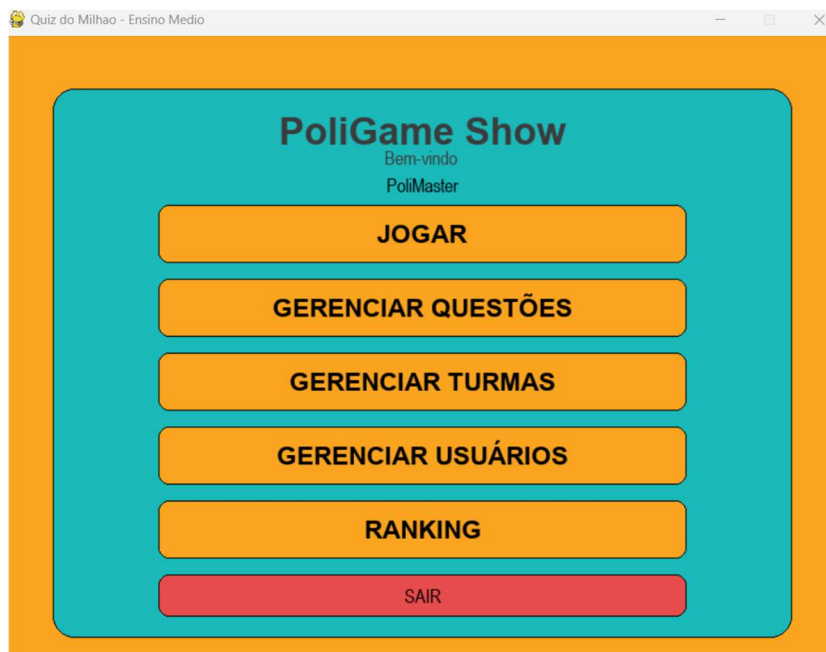 Quiz do Milhao - Ensino Medio
PoliGame Show
Bem-vindo
PoliMaster
JOGAR
GERENCIAR QUESTÕES
GERENCIAR TURMAS
GERENCIAR USUÁRIOS
RANKING
SAIR